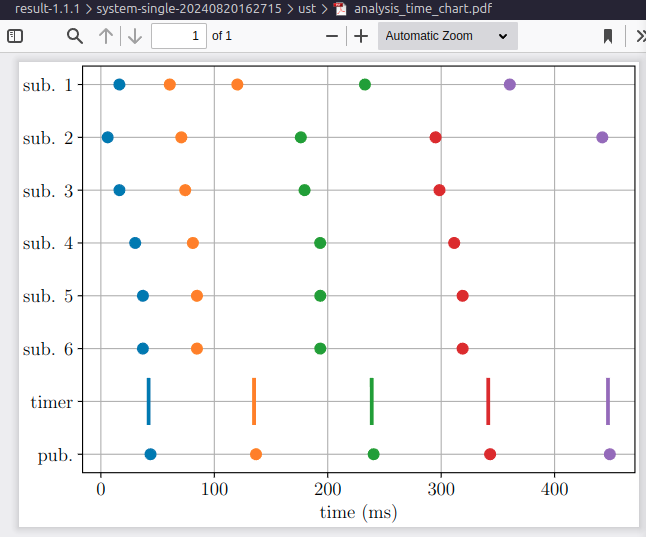 result-1.1.1 > system-single-20240820162715 > ust > analysis_time_chart.pdf
1 of 1 Automatic Zoom
sub. 1
sub. 2
sub. 3
sub. 4
sub. 5
sub. 6
timer
pub.
0 100 200 300 400
time (ms)